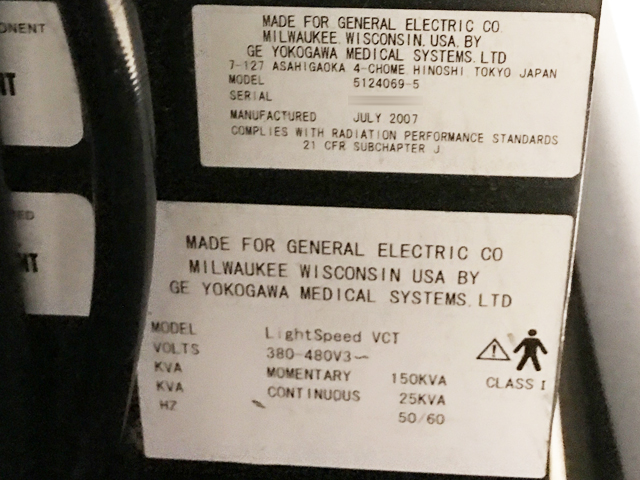 ONENT
NT
MADE FOR GENERAL ELECTRIC CO.
MILWAUKEE. WISCONSIN. USA. BY
GE YOKOGAWA MEDICAL SYSTEMS. LTD
7-127 ASAHIGAOKA 4-CHOME HINOSHI TOKYO JAPAN
MODEL 5124069-5
SERIAL
MANUFACTURED JULY 2007
COMPLIES WITH RADIATION PERFORMANCE STANDARDS
21 CFR SUBCHAPTER J
NT
MADE FOR GENERAL ELECTRIC CO
MILWAUKEE WISCONSIN USA BY
GE YOKOGAWA MEDICAL SYSTEMS. LTD
MODEL LightSpeed VCT
VOLTS 380-480V3~
KVA MOMENTARY 150KVA
KVA CONTINUOUS 25KVA
HZ 50/60
CLASS I